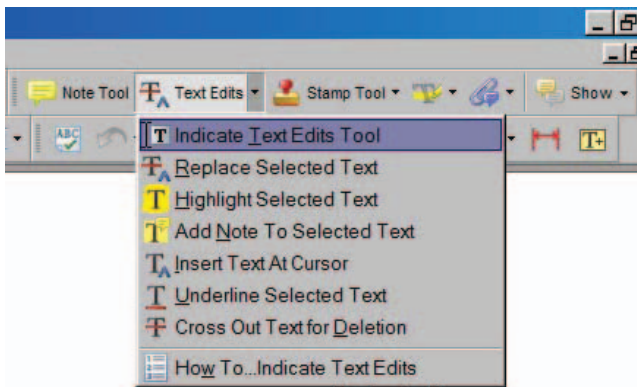 Note Tool Text Edits Stamp Tool Show
ABC T+
T Indicate Text Edits Tool
T Replace Selected Text
T Highlight Selected Text
T Add Note To Selected Text
T Insert Text At Cursor
T Underline Selected Text
T Cross Out Text for Deletion
How To...Indicate Text Edits